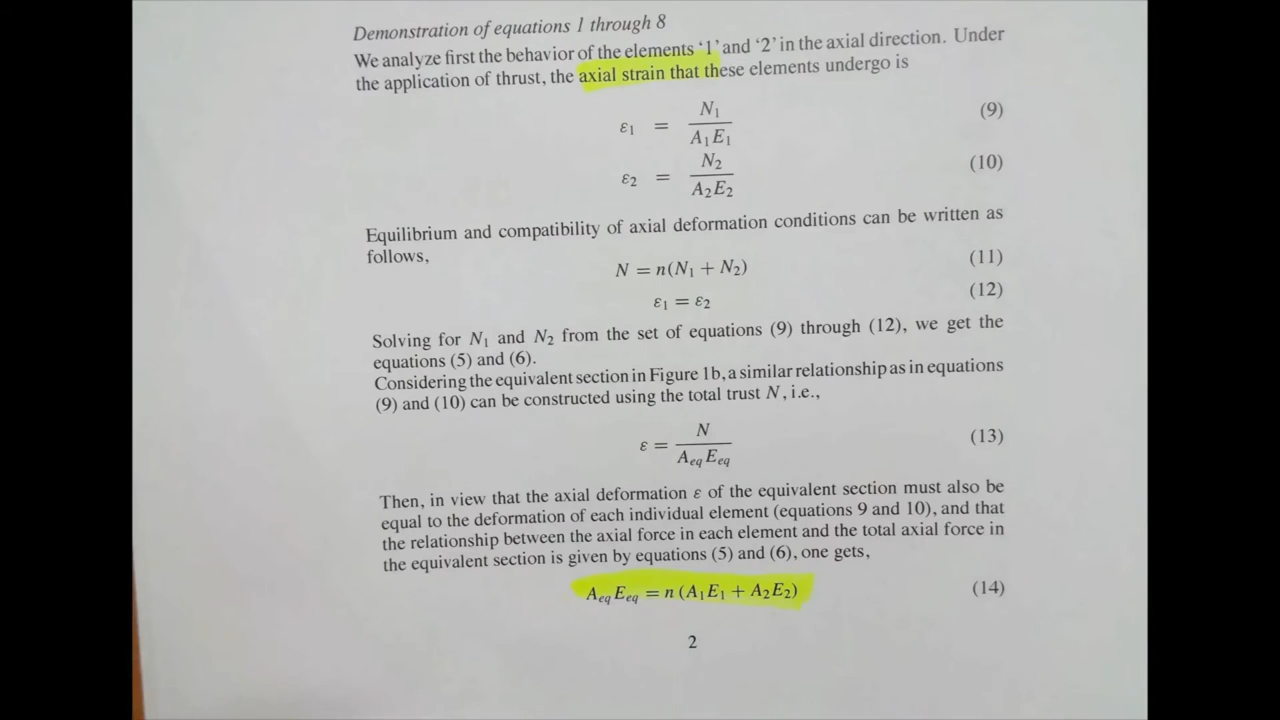 Demonstration of equations 1 through 8
We analyze first the behavior of the elements ‘1’ and ‘2’ in the axial direction. Under
the application of thrust, the axial strain that these elements undergo is
ε₁ = N₁ / A₁E₁ (9)
ε₂ = N₂ / A₂E₂ (10)
Equilibrium and compatibility of axial deformation conditions can be written as
follows,
N = n(N₁ + N₂) (11)
ε₁ = ε₂ (12)
Solving for N₁ and N₂ from the set of equations (9) through (12), we get the
equations (5) and (6).
Considering the equivalent section in Figure 1b, a similar relationship as in equations
(9) and (10) can be constructed using the total trust N, i.e.,
ε = N / A_eq E_eq (13)
Then, in view that the axial deformation ε of the equivalent section must also be
equal to the deformation of each individual element (equations 9 and 10), and that
the relationship between the axial force in each element and the total axial force in
the equivalent section is given by equations (5) and (6), one gets,
A_eq E_eq = n (A₁E₁ + A₂E₂) (14)
2